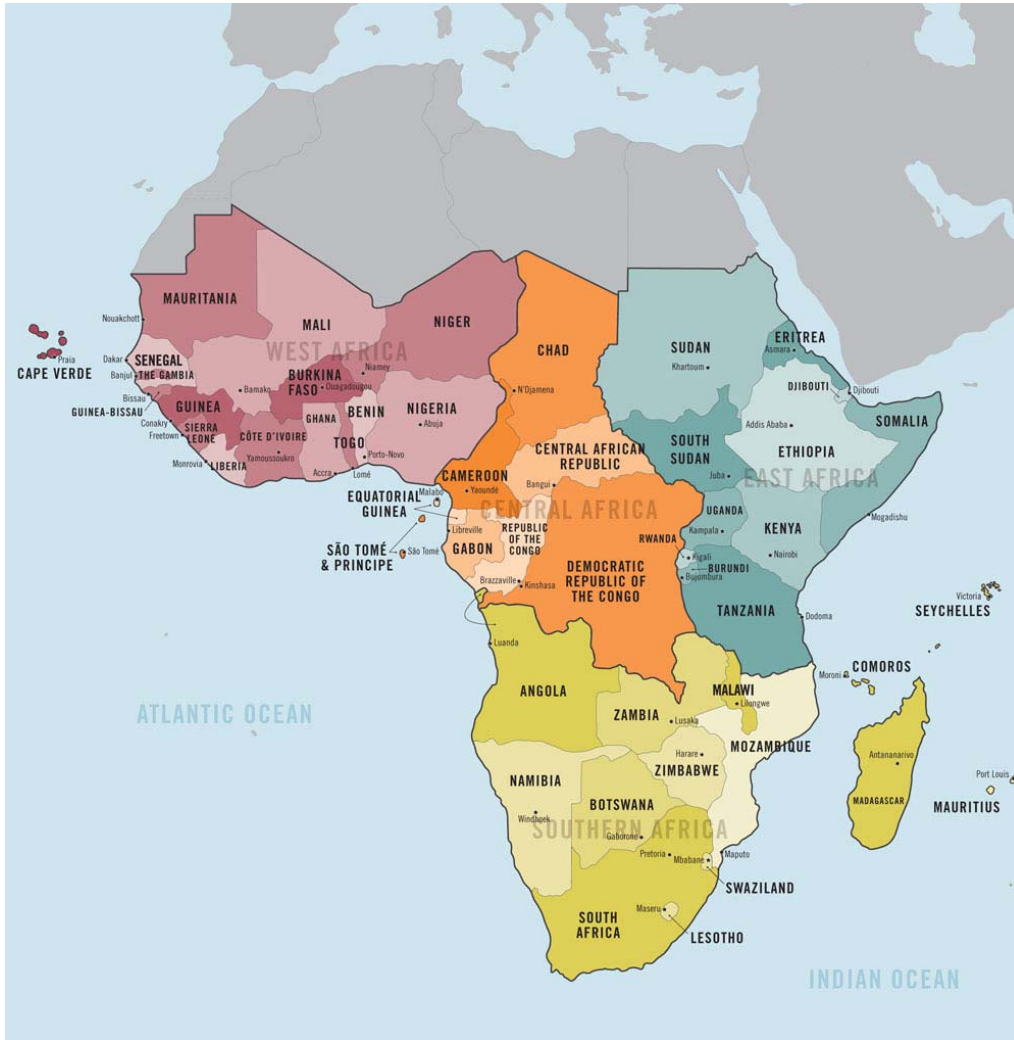 MAURITANIA
Nouakchott
MALI
NIGER
WEST AFRICA
CHAD
SUDAN
Khartoum
ERITREA
Asmara
Praia
CAPE VERDE
Dakar
SENEGAL
Banjul
THE GAMBIA
Bissau
GUINEA-BISSAU
Bamako
BURKINA
FASO
Ouagadougou
Niamey
N'Djamena
DJIBOUTI
Djibouti
GUINEA
Conakry
SIERRA
LEONE
Freetown
CÔTE D'IVOIRE
Yamoussoukro
GHANA
BENIN
TOGO
NIGERIA
Abuja
Addis Ababa
SOMALIA
Monrovia
LIBERIA
Accra
Lomé
Porto-Novo
CENTRAL AFRICAN
REPUBLIC
Bangui
SOUTH
SUDAN
Juba
ETHIOPIA
EAST AFRICA
CAMEROON
Yaoundé
Malabo
EQUATORIAL
GUINEA
CENTRAL AFRICA
UGANDA
Kampala
KENYA
Nairobi
Mogadishu
Libreville
GABON
REPUBLIC
OF THE
CONGO
SÃO TOMÉ
& PRINCIPE
São Tomé
RWANDA
Kigali
BURUNDI
Bujumbura
Brazzaville
Kinshasa
DEMOCRATIC
REPUBLIC OF
THE CONGO
TANZANIA
Dodoma
Victoria
SEYCHELLES
Luanda
ANGOLA
MALAWI
Lilongwe
Moroni
COMOROS
ATLANTIC OCEAN
ZAMBIA
Lusaka
MOZAMBIQUE
Harare
ZIMBABWE
Antananarivo
MADAGASCAR
Port Louis
MAURITIUS
NAMIBIA
Windhoek
BOTSWANA
SOUTHERN AFRICA
Gaborone
Pretoria
Mbabane
Maputo
SWAZILAND
SOUTH
AFRICA
Maseru
LESOTHO
INDIAN OCEAN